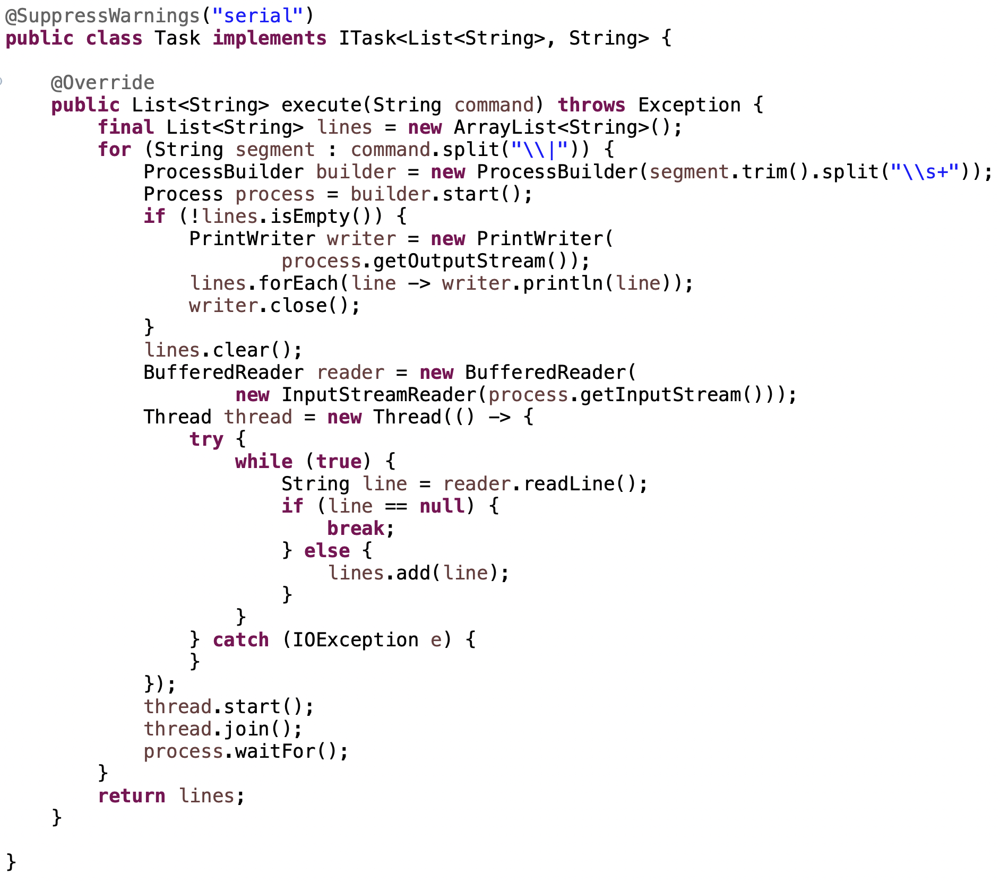 @SuppressWarnings("serial")
public class Task implements ITask<List<String>, String> {
@Override
public List<String> execute(String command) throws Exception {
final List<String> lines = new ArrayList<String>();
for (String segment : command.split("\\|")) {
ProcessBuilder builder = new ProcessBuilder(segment.trim().split("\\s+"));
Process process = builder.start();
if (!lines.isEmpty()) {
PrintWriter writer = new PrintWriter(
process.getOutputStream());
lines.forEach(line -> writer.println(line));
writer.close();
}
lines.clear();
BufferedReader reader = new BufferedReader(
new InputStreamReader(process.getInputStream()));
Thread thread = new Thread(() -> {
try {
while (true) {
String line = reader.readLine();
if (line == null) {
break;
} else {
lines.add(line);
}
}
} catch (IOException e) {
}
});
thread.start();
thread.join();
process.waitFor();
}
return lines;
}
}